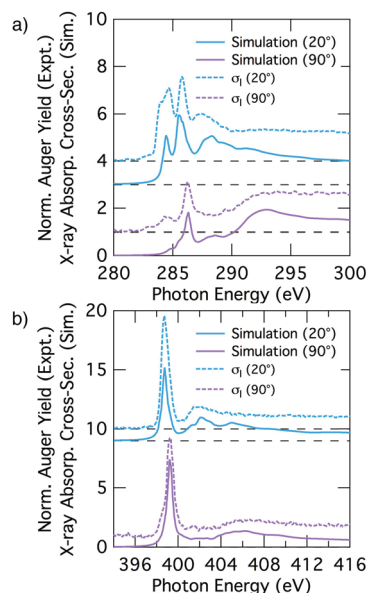 a)
Norm. Auger Yield (Expt.)
X-ray Absorp. Cross-Sec. (Sim.)
10
8
6
4
2
0
Simulation (20°)
Simulation (90°)
σI (20°)
σI (90°)
280 285 290 295 300
Photon Energy (eV)
b)
Norm. Auger Yield (Expt.)
X-ray Absorp. Cross-Sec. (Sim.)
20
15
10
5
0
Simulation (20°)
Simulation (90°)
σI (20°)
σI (90°)
396 400 404 408 412 416
Photon Energy (eV)